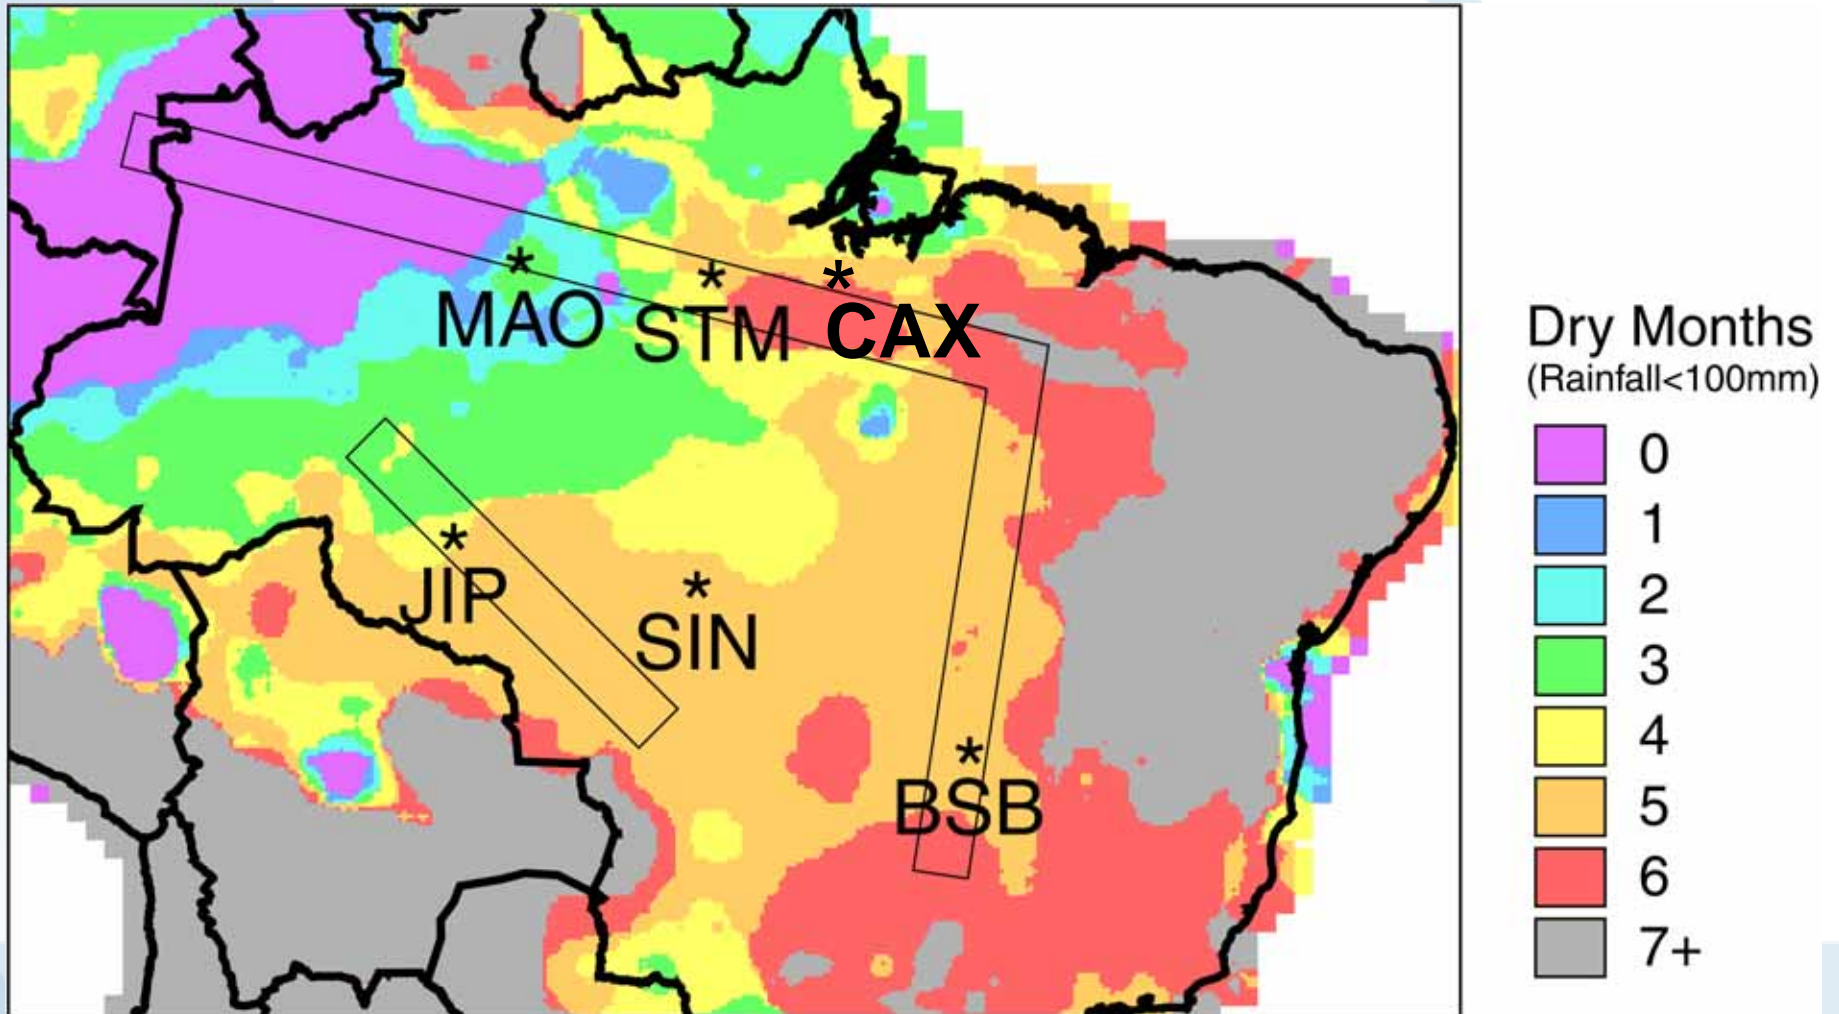 *
MAO
*
STM
*
CAX
*
JIP
*
SIN
*
BSB
Dry Months
(Rainfall<100mm)
0
1
2
3
4
5
6
7+